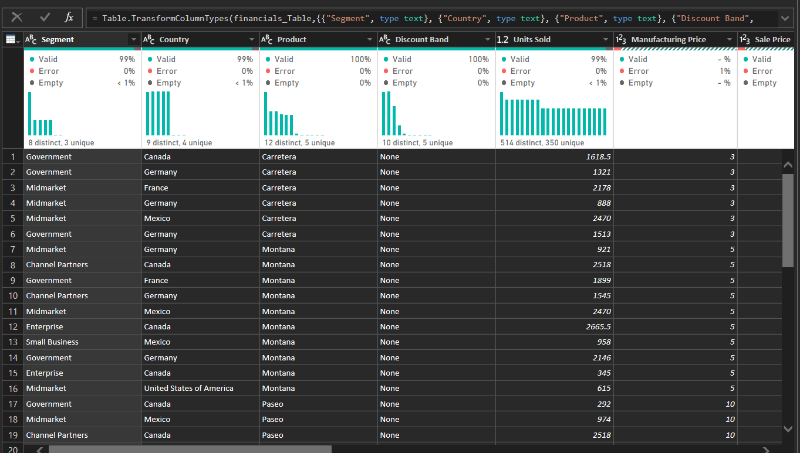 fx = Table.TransformColumnTypes(financials_Table,{{"Segment", type text}, {"Country", type text}, {"Product", type text}, {"Discount Band",
ABC Segment ABC Country ABC Product ABC Discount Band 1.2 Units Sold 123 Manufacturing Price 123 Sale Price
Valid 99% Valid 99% Valid 100% Valid 100% Valid 99% Valid - % Valid
Error 0% Error 0% Error 0% Error 0% Error 0% Error 1% Error
Empty < 1% Empty < 1% Empty 0% Empty 0% Empty < 1% Empty - % Empty
8 distinct, 3 unique 9 distinct, 4 unique 12 distinct, 5 unique 10 distinct, 5 unique 514 distinct, 350 unique
1 Government Canada Carretera None 1618.5 3
2 Government Germany Carretera None 1321 3
3 Midmarket France Carretera None 2178 3
4 Midmarket Germany Carretera None 888 3
5 Midmarket Mexico Carretera None 2470 3
6 Government Germany Carretera None 1513 3
7 Midmarket Germany Montana None 921 5
8 Channel Partners Canada Montana None 2518 5
9 Government France Montana None 1899 5
10 Channel Partners Germany Montana None 1545 5
11 Midmarket Mexico Montana None 2470 5
12 Enterprise Canada Montana None 2665.5 5
13 Small Business Mexico Montana None 958 5
14 Government Germany Montana None 2146 5
15 Enterprise Canada Montana None 345 5
16 Midmarket United States of America Montana None 615 5
17 Government Canada Paseo None 292 10
18 Midmarket Mexico Paseo None 974 10
19 Channel Partners Canada Paseo None 2518 10
20